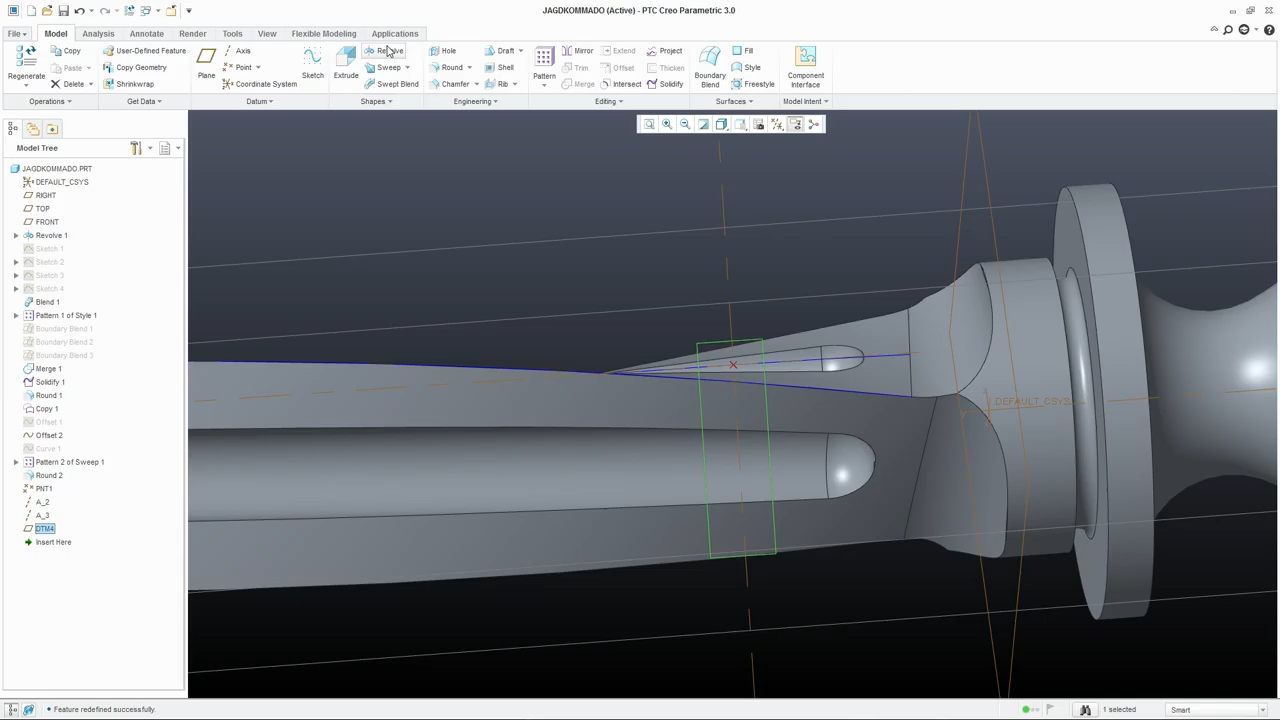 JAGDKOMMADO (Active) - PTC Creo Parametric 3.0
File Model Analysis Annotate Render Tools View Flexible Modeling Applications
Regenerate
Copy
Paste
Delete
Operations
User-Defined Feature
Copy Geometry
Shrinkwrap
Get Data
Plane
Axis
Point
Coordinate System
Sketch
Datum
Extrude
Revolve
Sweep
Swept Blend
Shapes
Hole
Round
Chamfer
Draft
Shell
Rib
Engineering
Pattern
Mirror
Trim
Merge
Extend
Offset
Intersect
Project
Thicken
Solidify
Editing
Boundary
Blend
Fill
Style
Freestyle
Surfaces
Component
Interface
Model Intent
Model Tree
JAGDKOMMADO.PRT
DEFAULT_CSYS
RIGHT
TOP
FRONT
Revolve 1
Sketch 1
Sketch 2
Sketch 3
Sketch 4
Blend 1
Pattern 1 of Style 1
Boundary Blend 1
Boundary Blend 2
Boundary Blend 3
Merge 1
Solidify 1
Round 1
Copy 1
Offset 1
Offset 2
Curve 1
Pattern 2 of Sweep 1
Round 2
PNT1
A_2
A_3
DTM4
Insert Here
DEFAULT_CSYS
Feature redefined successfully.
1 selected
Smart